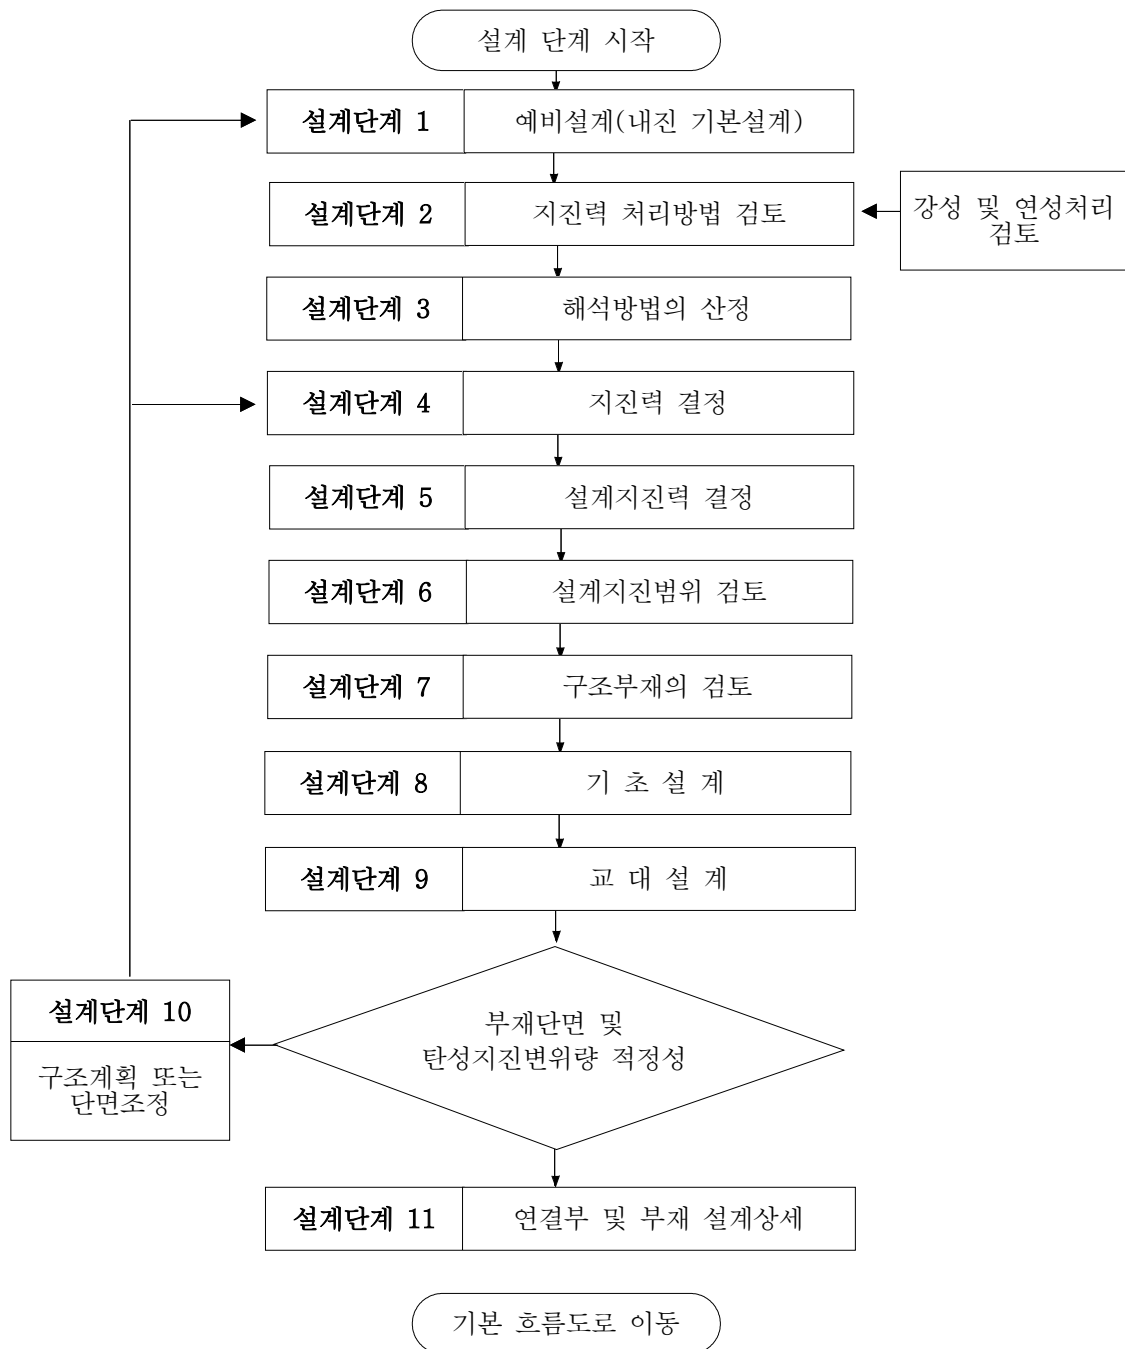 설계 단계 시작
설계단계 1 예비설계(내진 기본설계)
설계단계 2 지진력 처리방법 검토
강성 및 연성처리
검토
설계단계 3 해석방법의 산정
설계단계 4 지진력 결정
설계단계 5 설계지진력 결정
설계단계 6 설계지진범위 검토
설계단계 7 구조부재의 검토
설계단계 8 기 초 설 계
설계단계 9 교 대 설 계
부재단면 및
탄성지진변위량 적정성
설계단계 10
구조계획 또는
단면조정
설계단계 11 연결부 및 부재 설계상세
기본 흐름도로 이동